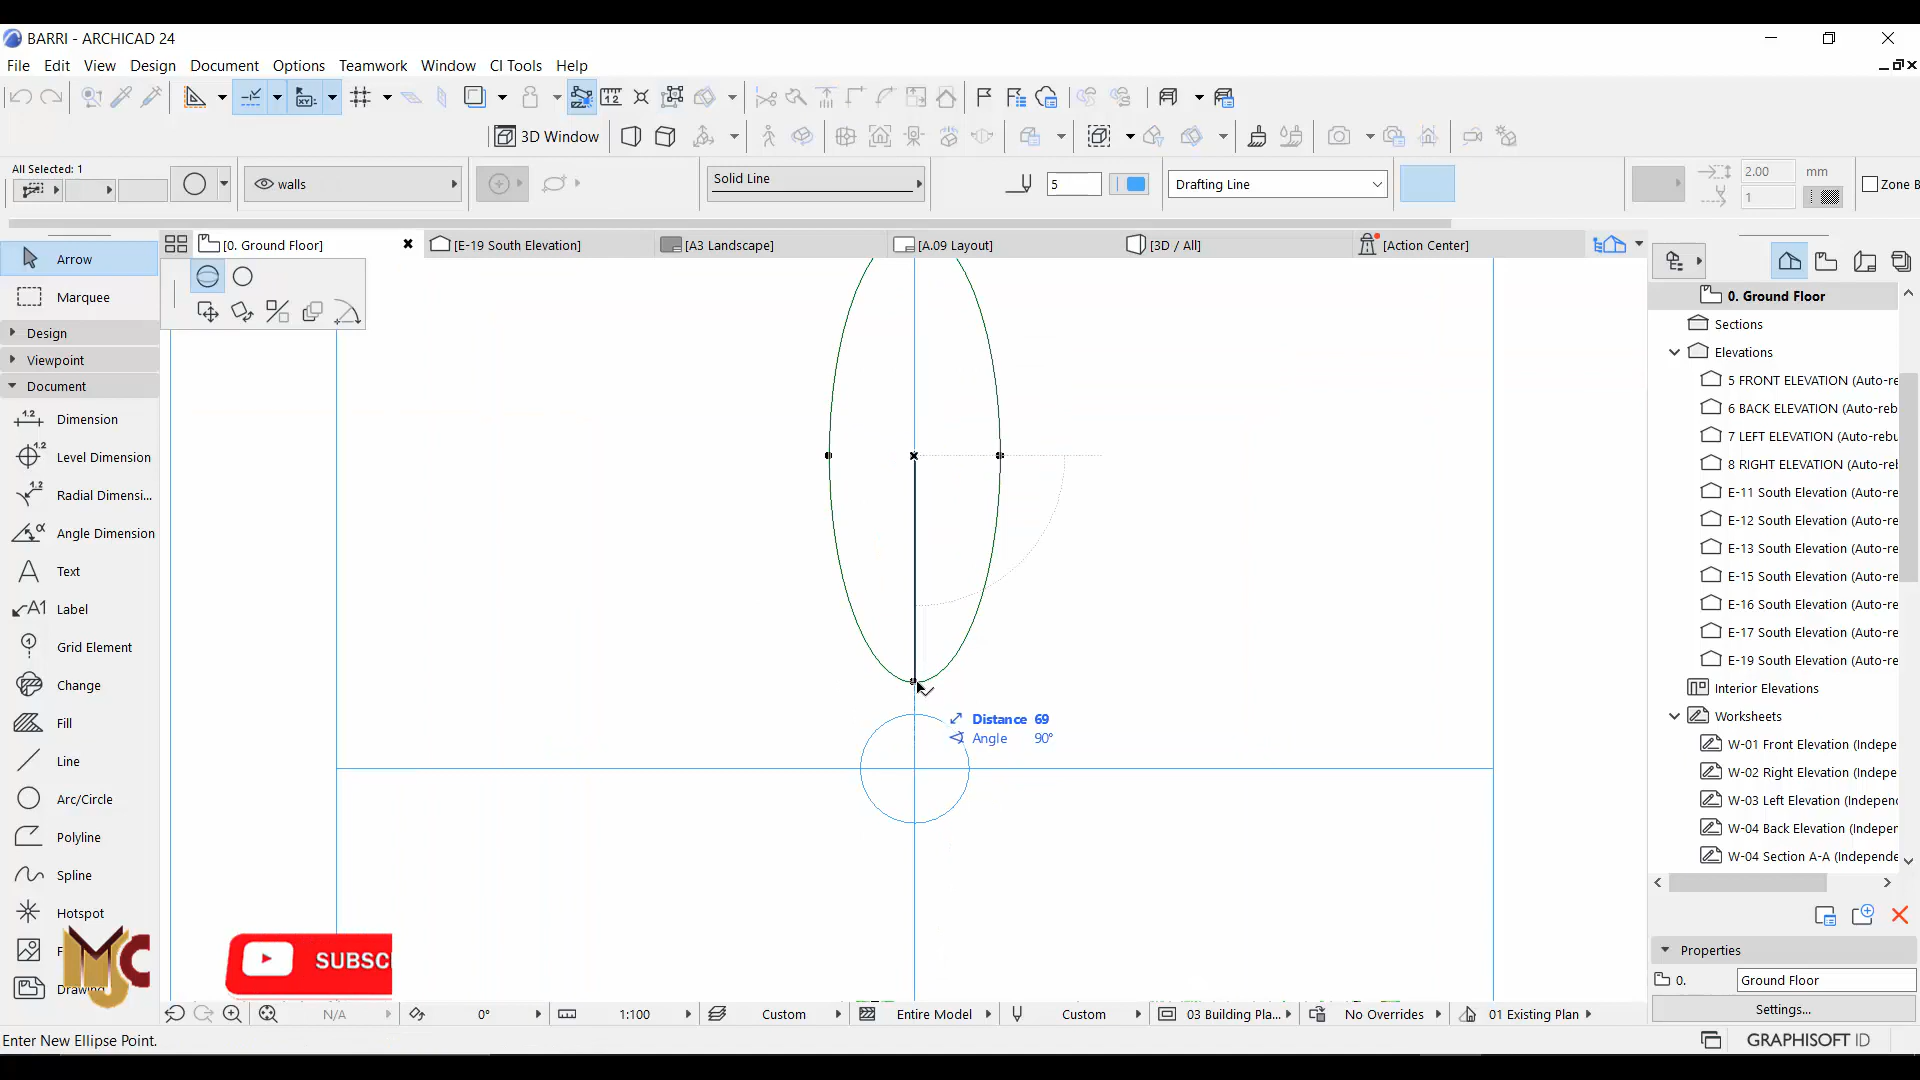 BARRI - ARCHICAD 24
File Edit View Design Document Options Teamwork Window CI Tools Help
3D Window
All Selected: 1
walls
Solid Line
5
Drafting Line
2.00 mm
1
Zone B
Arrow
[0. Ground Floor]
[E-19 South Elevation]
[A3 Landscape]
[A.09 Layout]
[3D / All]
[Action Center]
Marquee
Design
Viewpoint
Document
Dimension
Level Dimension
Radial Dimensi...
Angle Dimension
Text
Label
Grid Element
Change
Fill
Line
Arc/Circle
Polyline
Spline
Hotspot
F
Drawing
Distance 69
Angle 90°
MJC
SUBSC
0. Ground Floor
Sections
Elevations
5 FRONT ELEVATION (Auto-re
6 BACK ELEVATION (Auto-reb
7 LEFT ELEVATION (Auto-rebu
8 RIGHT ELEVATION (Auto-rel
E-11 South Elevation (Auto-re
E-12 South Elevation (Auto-re
E-13 South Elevation (Auto-re
E-15 South Elevation (Auto-re
E-16 South Elevation (Auto-re
E-17 South Elevation (Auto-re
E-19 South Elevation (Auto-re
Interior Elevations
Worksheets
W-01 Front Elevation (Indepe
W-02 Right Elevation (Indepe
W-03 Left Elevation (Indepenc
W-04 Back Elevation (Indeper
W-04 Section A-A (Independe
Properties
0. Ground Floor
Settings...
N/A
0°
1:100
Custom
Entire Model
Custom
03 Building Pla...
No Overrides
01 Existing Plan
Enter New Ellipse Point.
GRAPHISOFT ID